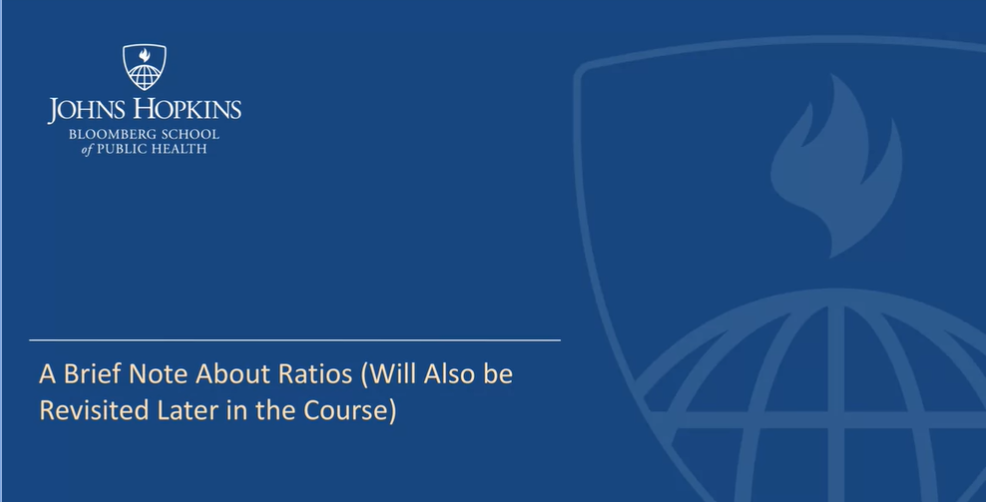 JOHNS HOPKINS
BLOOMBERG SCHOOL
of PUBLIC HEALTH
A Brief Note About Ratios (Will Also be
Revisited Later in the Course)